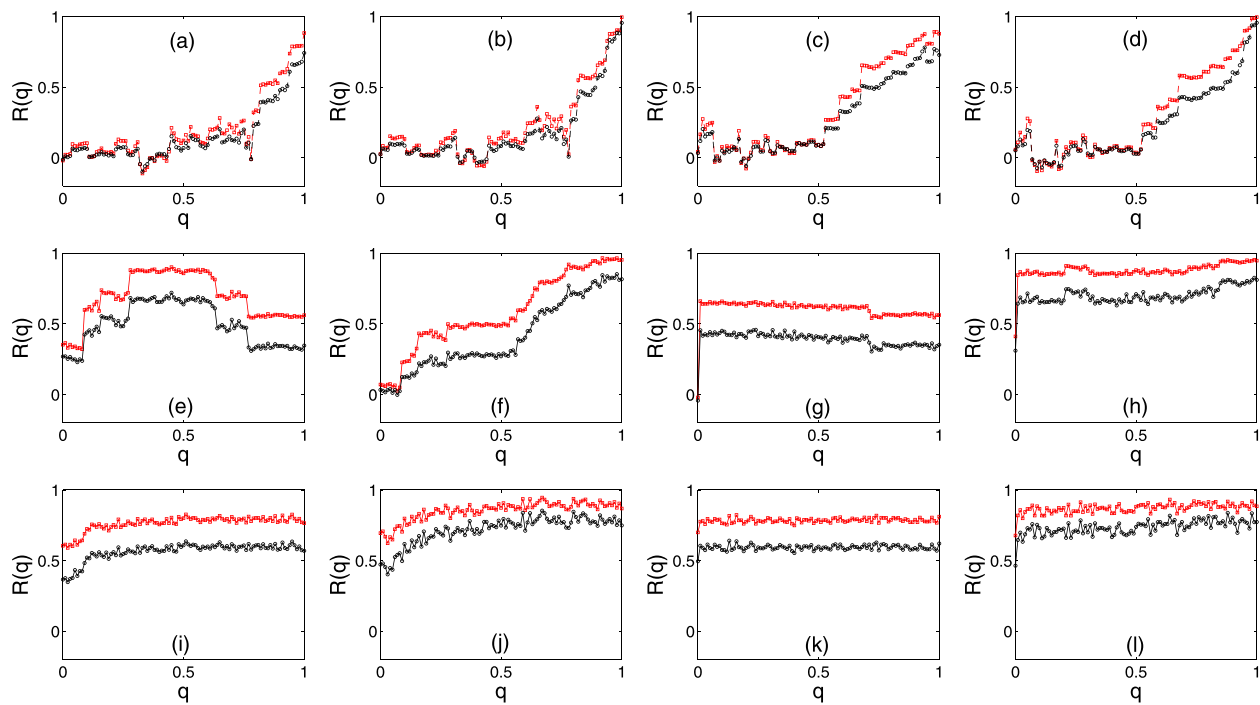 1 1 1 1
(a) (b) (c) (d)
R(q) 0.5 R(q) 0.5 R(q) 0.5 R(q) 0.5
0 0 0 0
0 0.5 1 0 0.5 1 0 0.5 1 0 0.5 1
q q q q
1 1 1 1
R(q) 0.5 R(q) 0.5 R(q) 0.5 R(q) 0.5
0 0 0 0
(e) (f) (g) (h)
0 0.5 1 0 0.5 1 0 0.5 1 0 0.5 1
q q q q
1 1 1 1
R(q) 0.5 R(q) 0.5 R(q) 0.5 R(q) 0.5
0 0 0 0
(i) (j) (k) (l)
0 0.5 1 0 0.5 1 0 0.5 1 0 0.5 1
q q q q